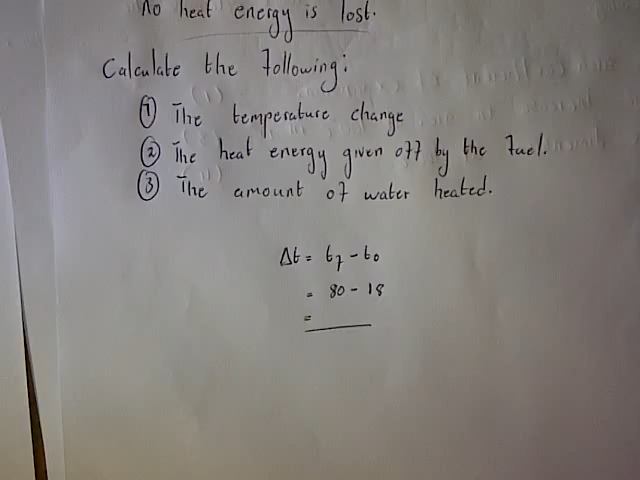 No heat energy is lost.
Calculate the following:
① The temperature change
② The heat energy given off by the fuel.
③ The amount of water heated.
Δt = tf - t0
= 80 - 18
=